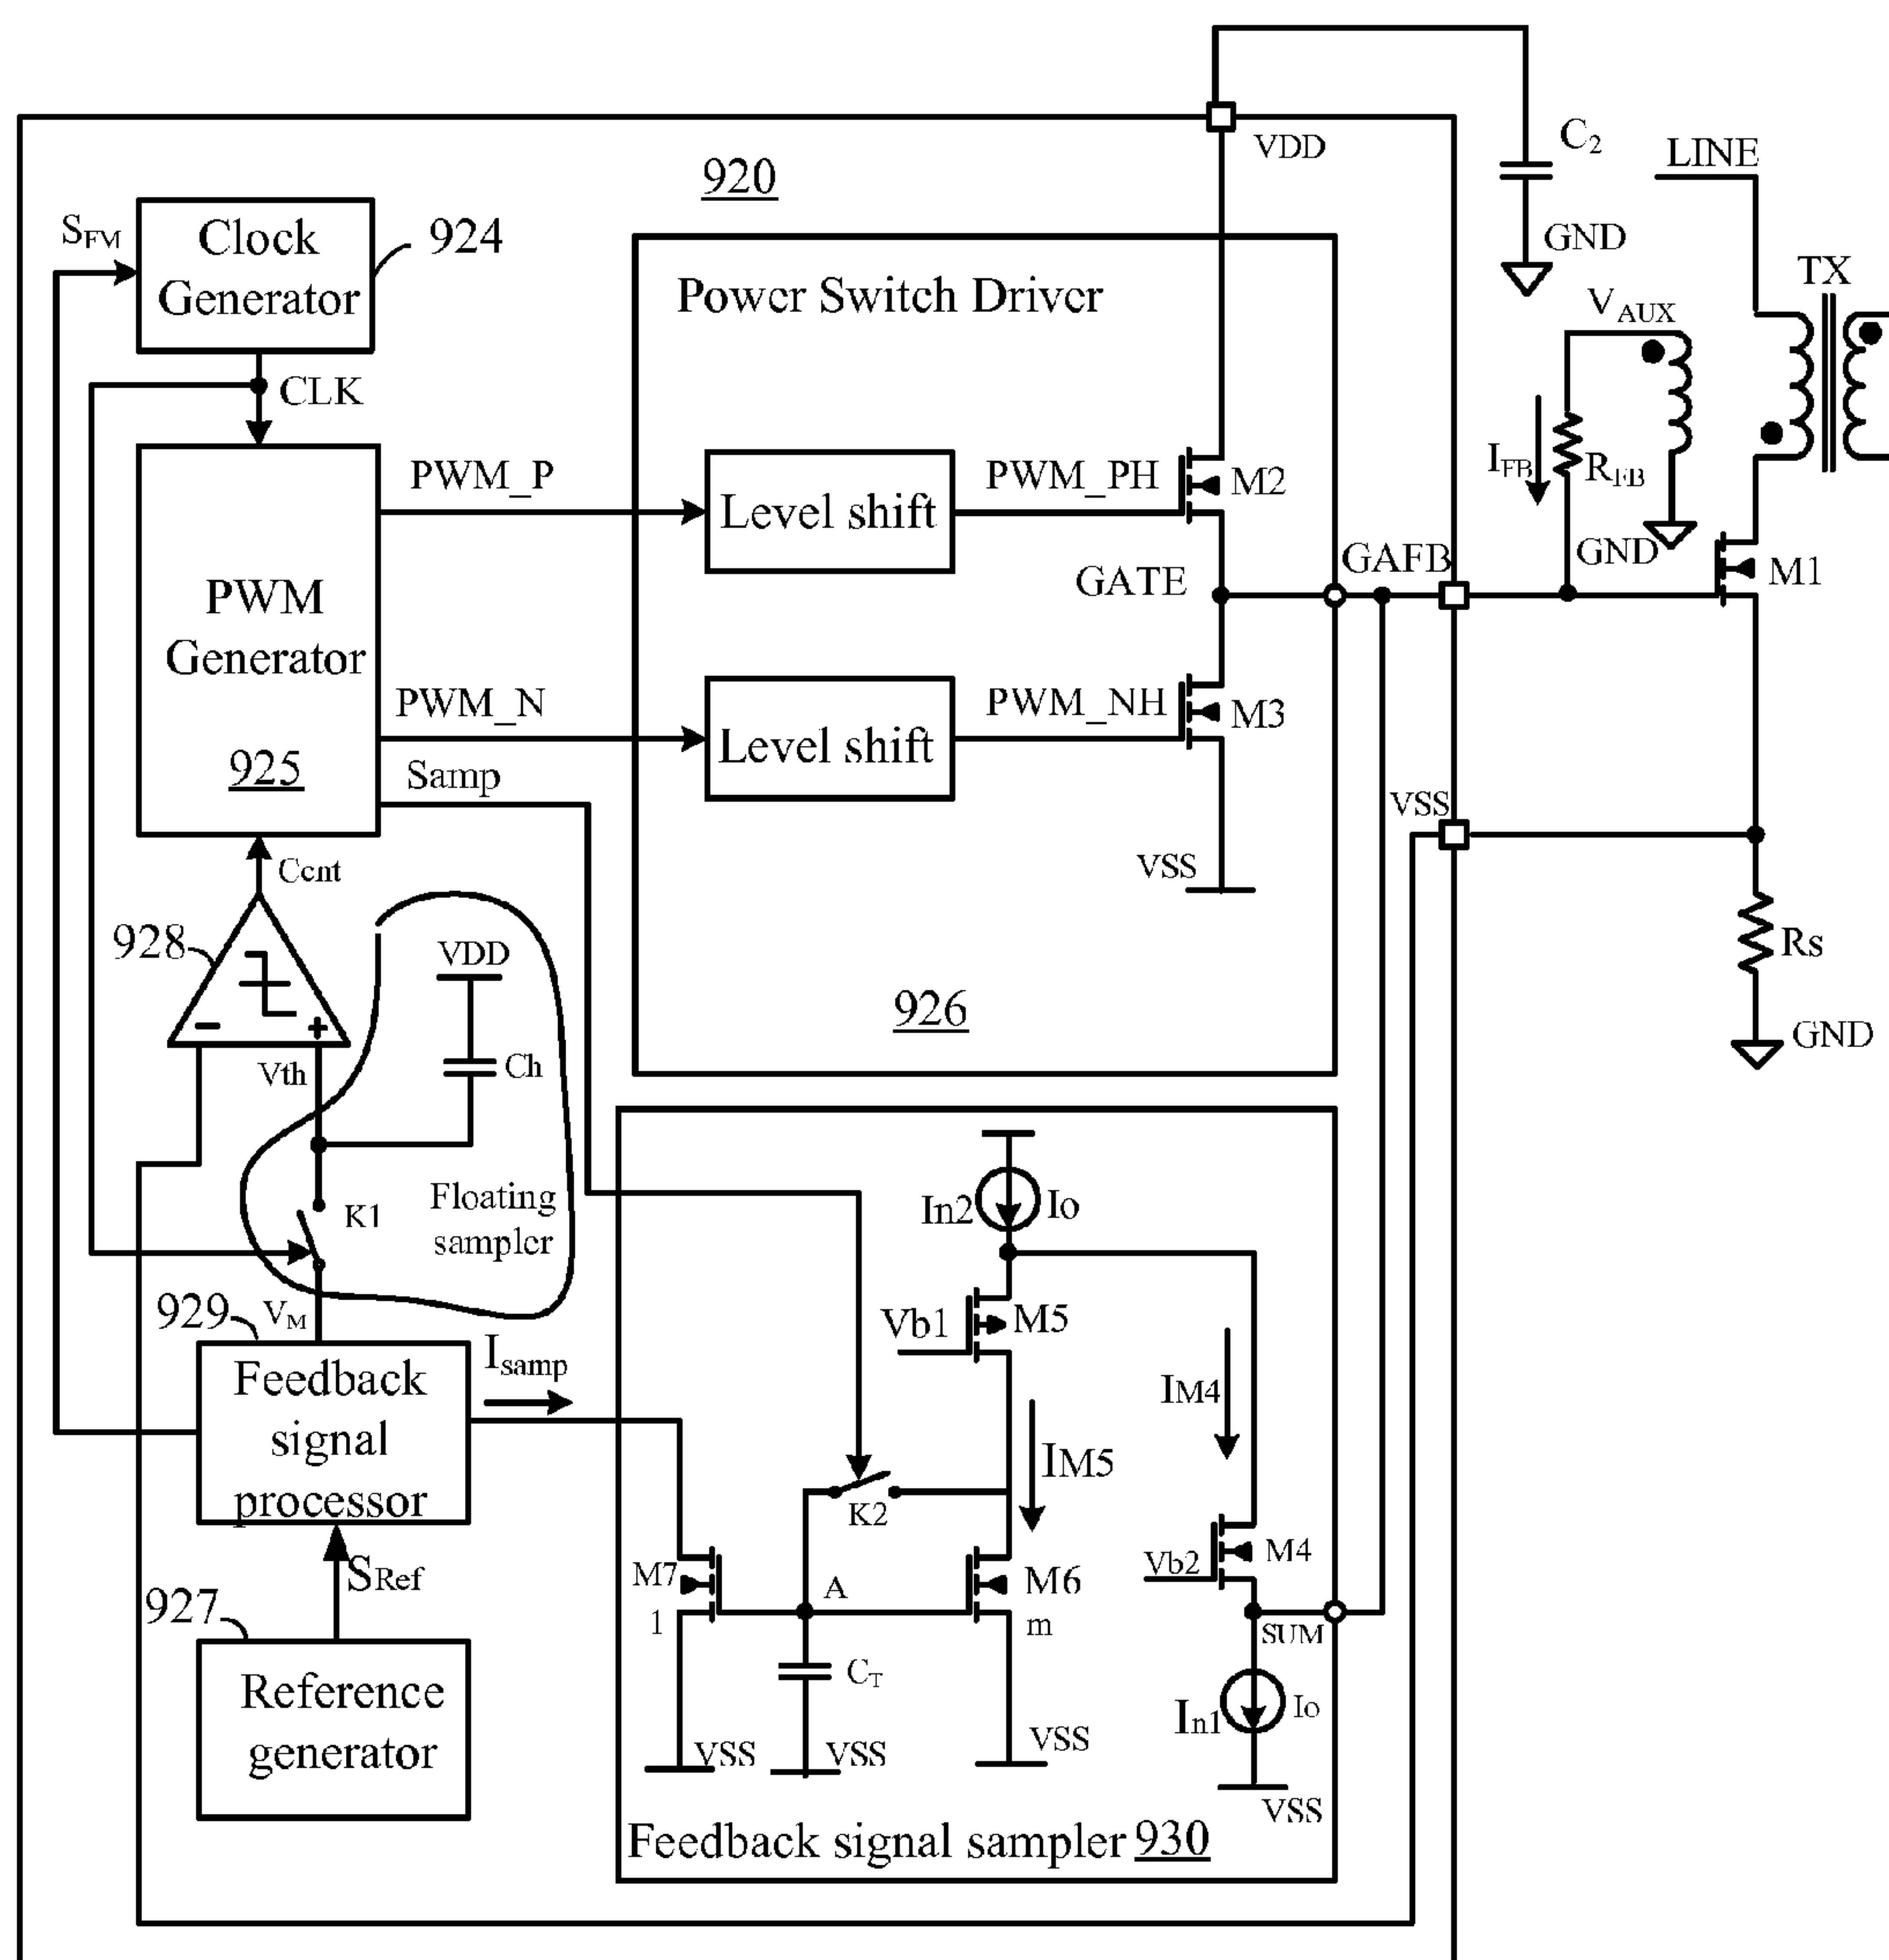 VDD
C2
LINE
920
GND
SFM
Clock
Generator
924
TX
VAUX
Power Switch Driver
CLK
PWM_P
Level shift
PWM_PH
M2
IFB
RFB
GND
GATE
GAFB
M1
PWM
Generator
925
PWM_N
Level shift
PWM_NH
M3
Samp
VSS
VSS
Ccnt
928
VDD
Rs
926
GND
-
+
Vth
Ch
In2
Io
K1
Floating
sampler
929
VM
Vb1
M5
Isamp
Feedback
signal
processor
IM4
IM5
K2
M7
1
A
M6
m
Vb2
M4
SRef
927
SUM
CT
Reference
generator
In1
Io
VSS
VSS
VSS
VSS
Feedback signal sampler 930